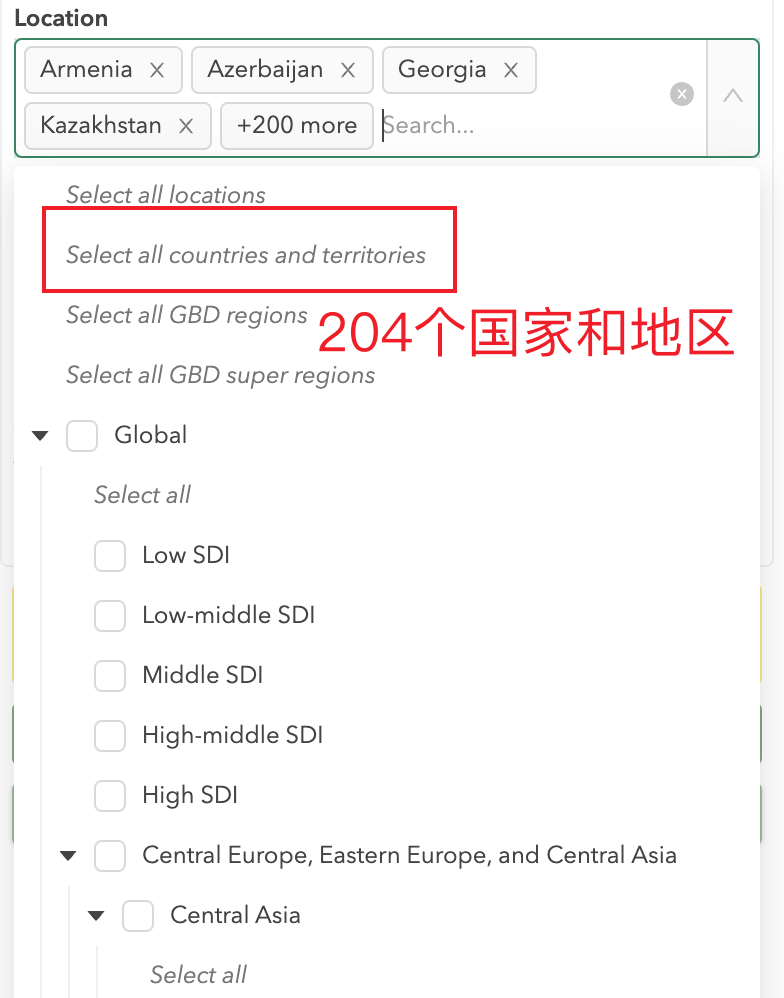 Location
Armenia
Azerbaijan
Georgia
Kazakhstan
+200 more
Search...
Select all locations
Select all countries and territories
Select all GBD regions
204个国家和地区
Select all GBD super regions
Global
Select all
Low SDI
Low-middle SDI
Middle SDI
High-middle SDI
High SDI
Central Europe, Eastern Europe, and Central Asia
Central Asia
Select all